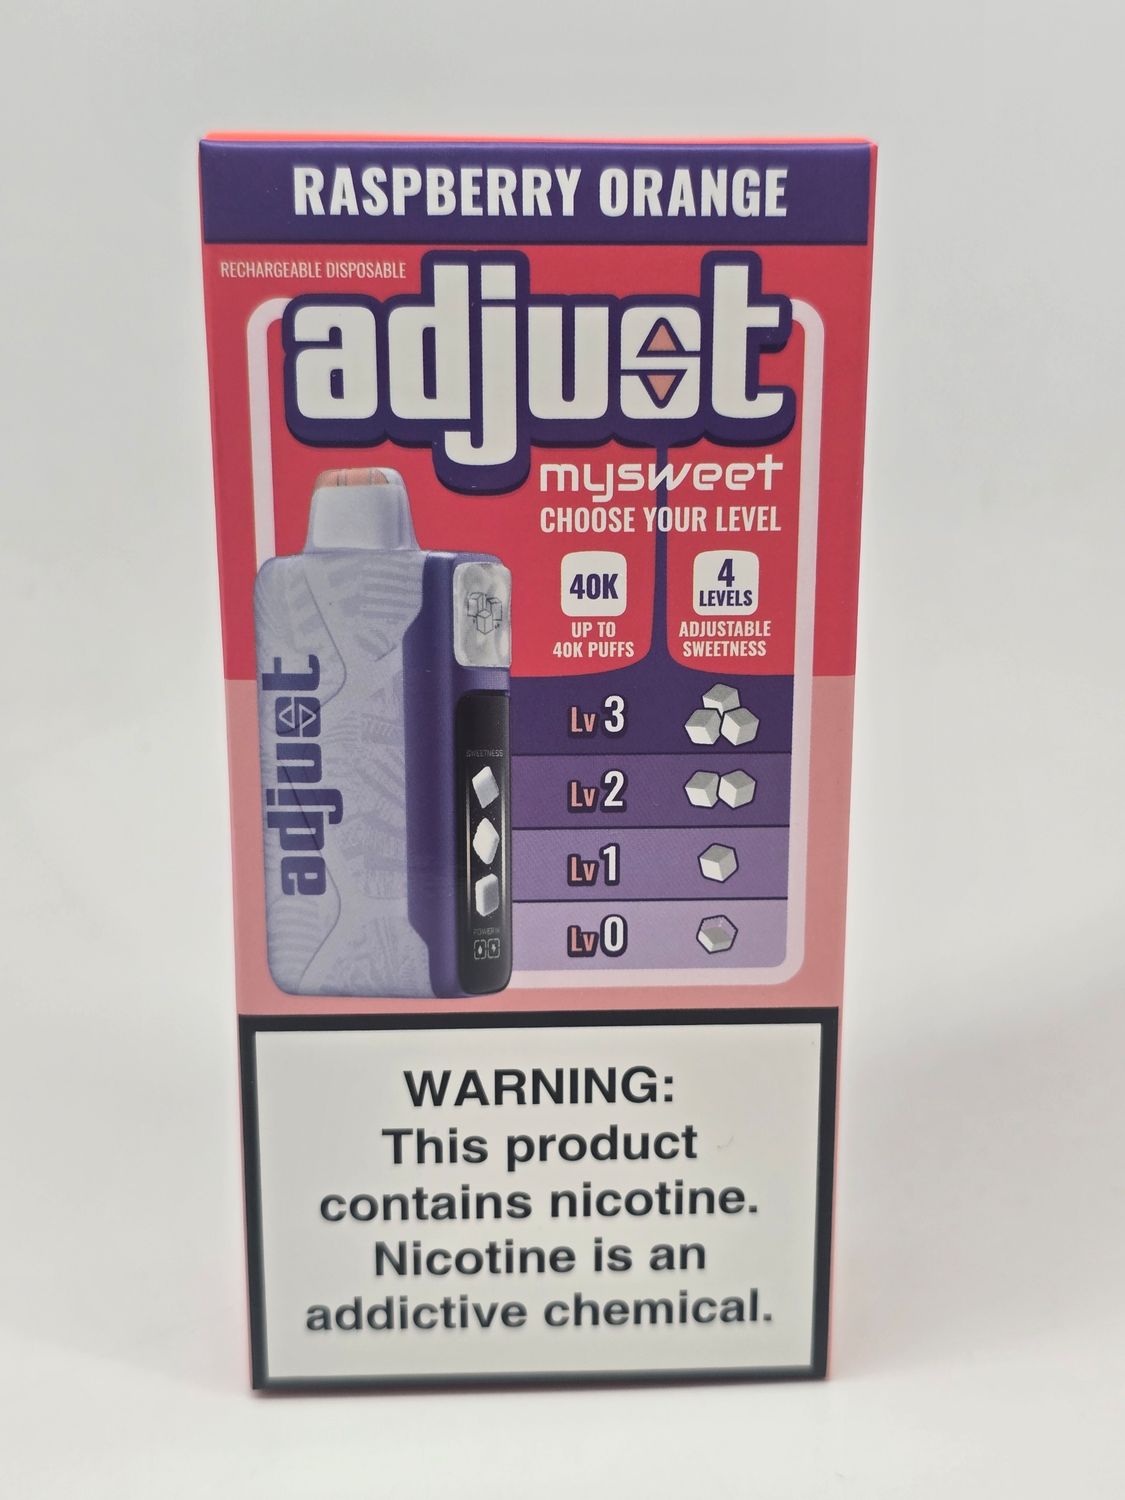 RASPBERRY ORANGE
RECHARGEABLE DISPOSABLE
adjust
mysweet
CHOOSE YOUR LEVEL
40K
UP TO
40K PUFFS
4
LEVELS
ADJUSTABLE
SWEETNESS
adjust
SWEETNESS
Lv 3
Lv 2
Lv 1
Lv 0
WARNING:
This product
contains nicotine.
Nicotine is an
addictive chemical.